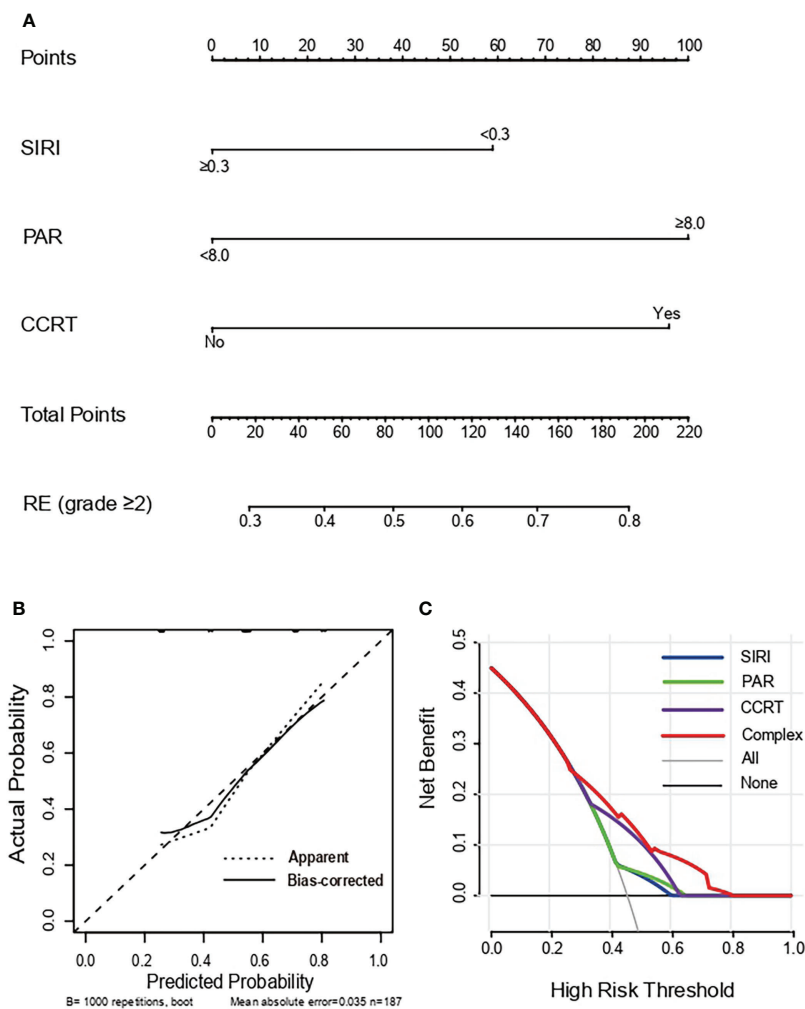 A
Points
0 10 20 30 40 50 60 70 80 90 100
SIRI
<0.3
≥0.3
PAR
≥8.0
<8.0
CCRT
Yes
No
Total Points
0 20 40 60 80 100 120 140 160 180 200 220
RE (grade ≥2)
0.3 0.4 0.5 0.6 0.7 0.8
B
Actual Probability
1.0
0.8
0.6
0.4
0.2
0.0
Apparent
Bias-corrected
0.0 0.2 0.4 0.6 0.8 1.0
Predicted Probability
B= 1000 repetitions, boot Mean absolute error=0.035 n=187
C
Net Benefit
0.5
0.4
0.3
0.2
0.1
0.0
SIRI
PAR
CCRT
Complex
All
None
0.0 0.2 0.4 0.6 0.8 1.0
High Risk Threshold